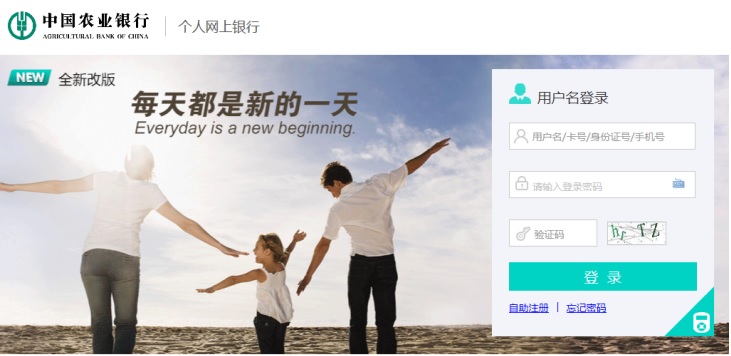 中国农业银行
AGRICULTURAL BANK OF CHINA
个人网上银行
NEW 全新改版
每天都是新的一天
Everyday is a new beginning.
用户名登录
用户名/卡号/身份证号/手机号
请输入登录密码
验证码
登 录
自助注册 | 忘记密码